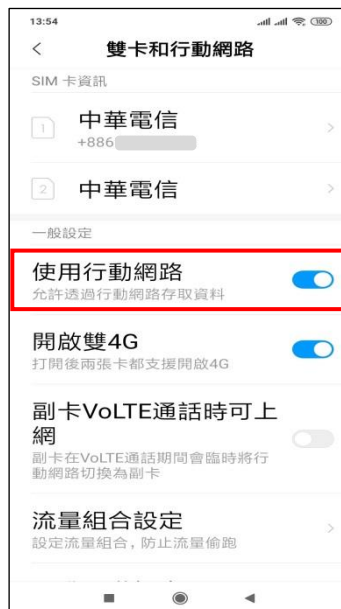 13:54
100
雙卡和行動網路
SIM 卡資訊
1
中華電信
+886
2
中華電信
一般設定
使用行動網路
允許透過行動網路存取資料
開啟雙4G
打開後兩張卡都支援開啟4G
副卡VoLTE通話時可上
網
副卡在VoLTE通話期間會臨時將行
動網路切換為副卡
流量組合設定
設定流量組合，防止流量偷跑